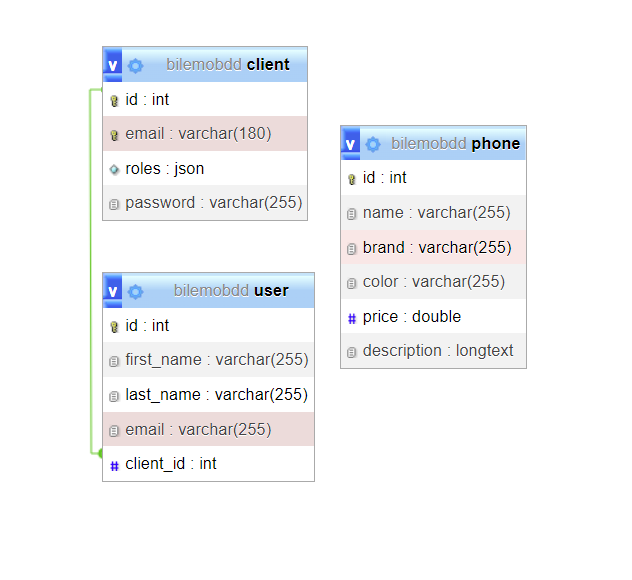 v bilemobdd client
id : int
email : varchar(180)
roles : json
password : varchar(255)
v bilemobdd user
id : int
first_name : varchar(255)
last_name : varchar(255)
email : varchar(255)
# client_id : int
v bilemobdd phone
id : int
name : varchar(255)
brand : varchar(255)
color : varchar(255)
# price : double
description : longtext